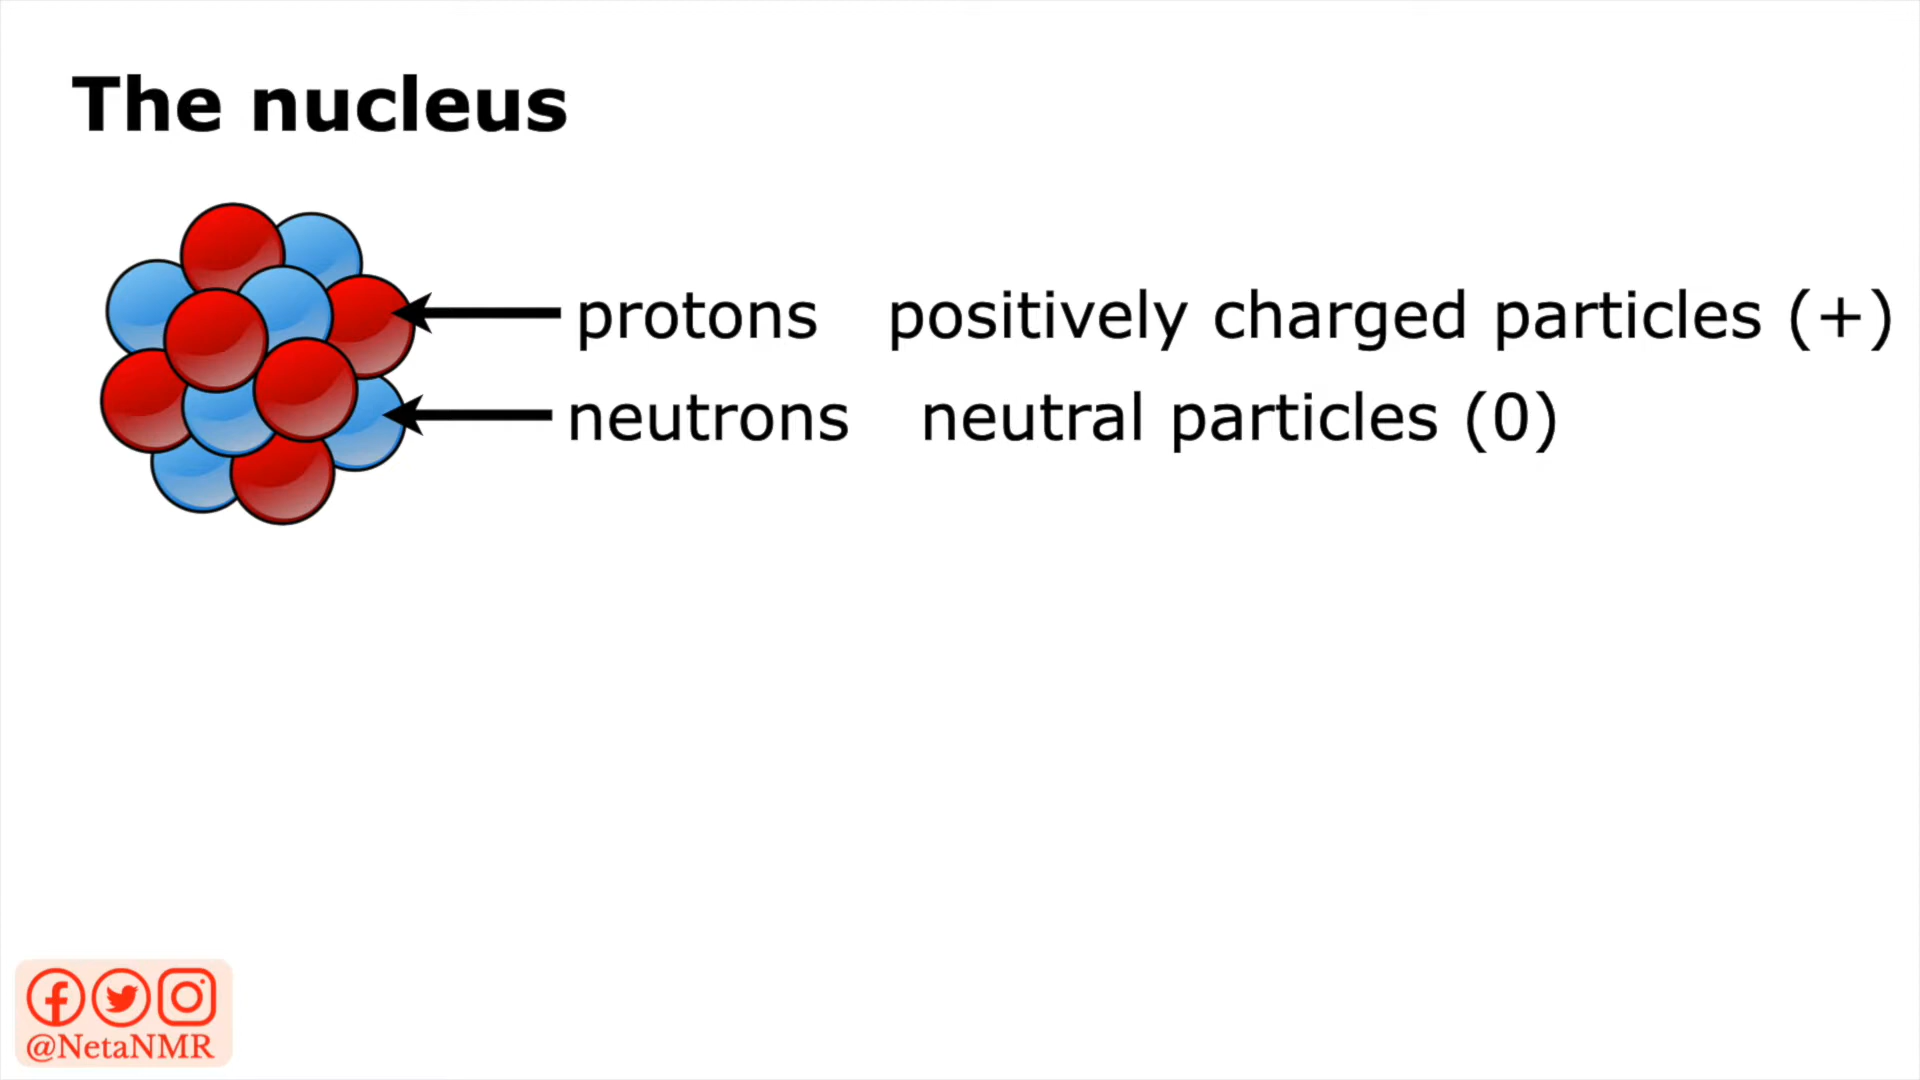 The nucleus
protons positively charged particles (+)
neutrons neutral particles (0)
@NetaNMR